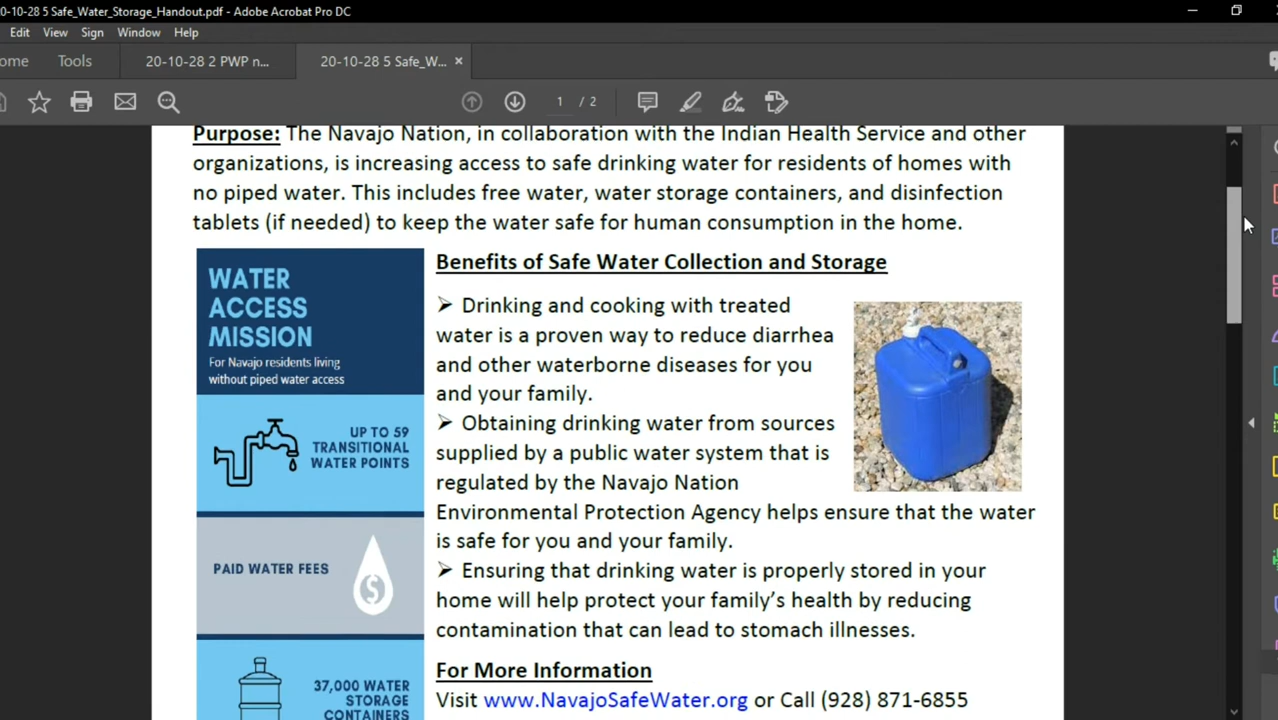 0-10-28 5 Safe_Water_Storage_Handout.pdf - Adobe Acrobat Pro DC
Edit View Sign Window Help
ome Tools 20-10-28 2 PWP n... 20-10-28 5 Safe_W... ×
1 / 2
Purpose: The Navajo Nation, in collaboration with the Indian Health Service and other
organizations, is increasing access to safe drinking water for residents of homes with
no piped water. This includes free water, water storage containers, and disinfection
tablets (if needed) to keep the water safe for human consumption in the home.
WATER
ACCESS
MISSION
For Navajo residents living
without piped water access
UP TO 59
TRANSITIONAL
WATER POINTS
PAID WATER FEES
$
37,000 WATER
STORAGE
CONTAINERS
Benefits of Safe Water Collection and Storage
➢ Drinking and cooking with treated
water is a proven way to reduce diarrhea
and other waterborne diseases for you
and your family.
➢ Obtaining drinking water from sources
supplied by a public water system that is
regulated by the Navajo Nation
Environmental Protection Agency helps ensure that the water
is safe for you and your family.
➢ Ensuring that drinking water is properly stored in your
home will help protect your family’s health by reducing
contamination that can lead to stomach illnesses.
For More Information
Visit www.NavajoSafeWater.org or Call (928) 871-6855